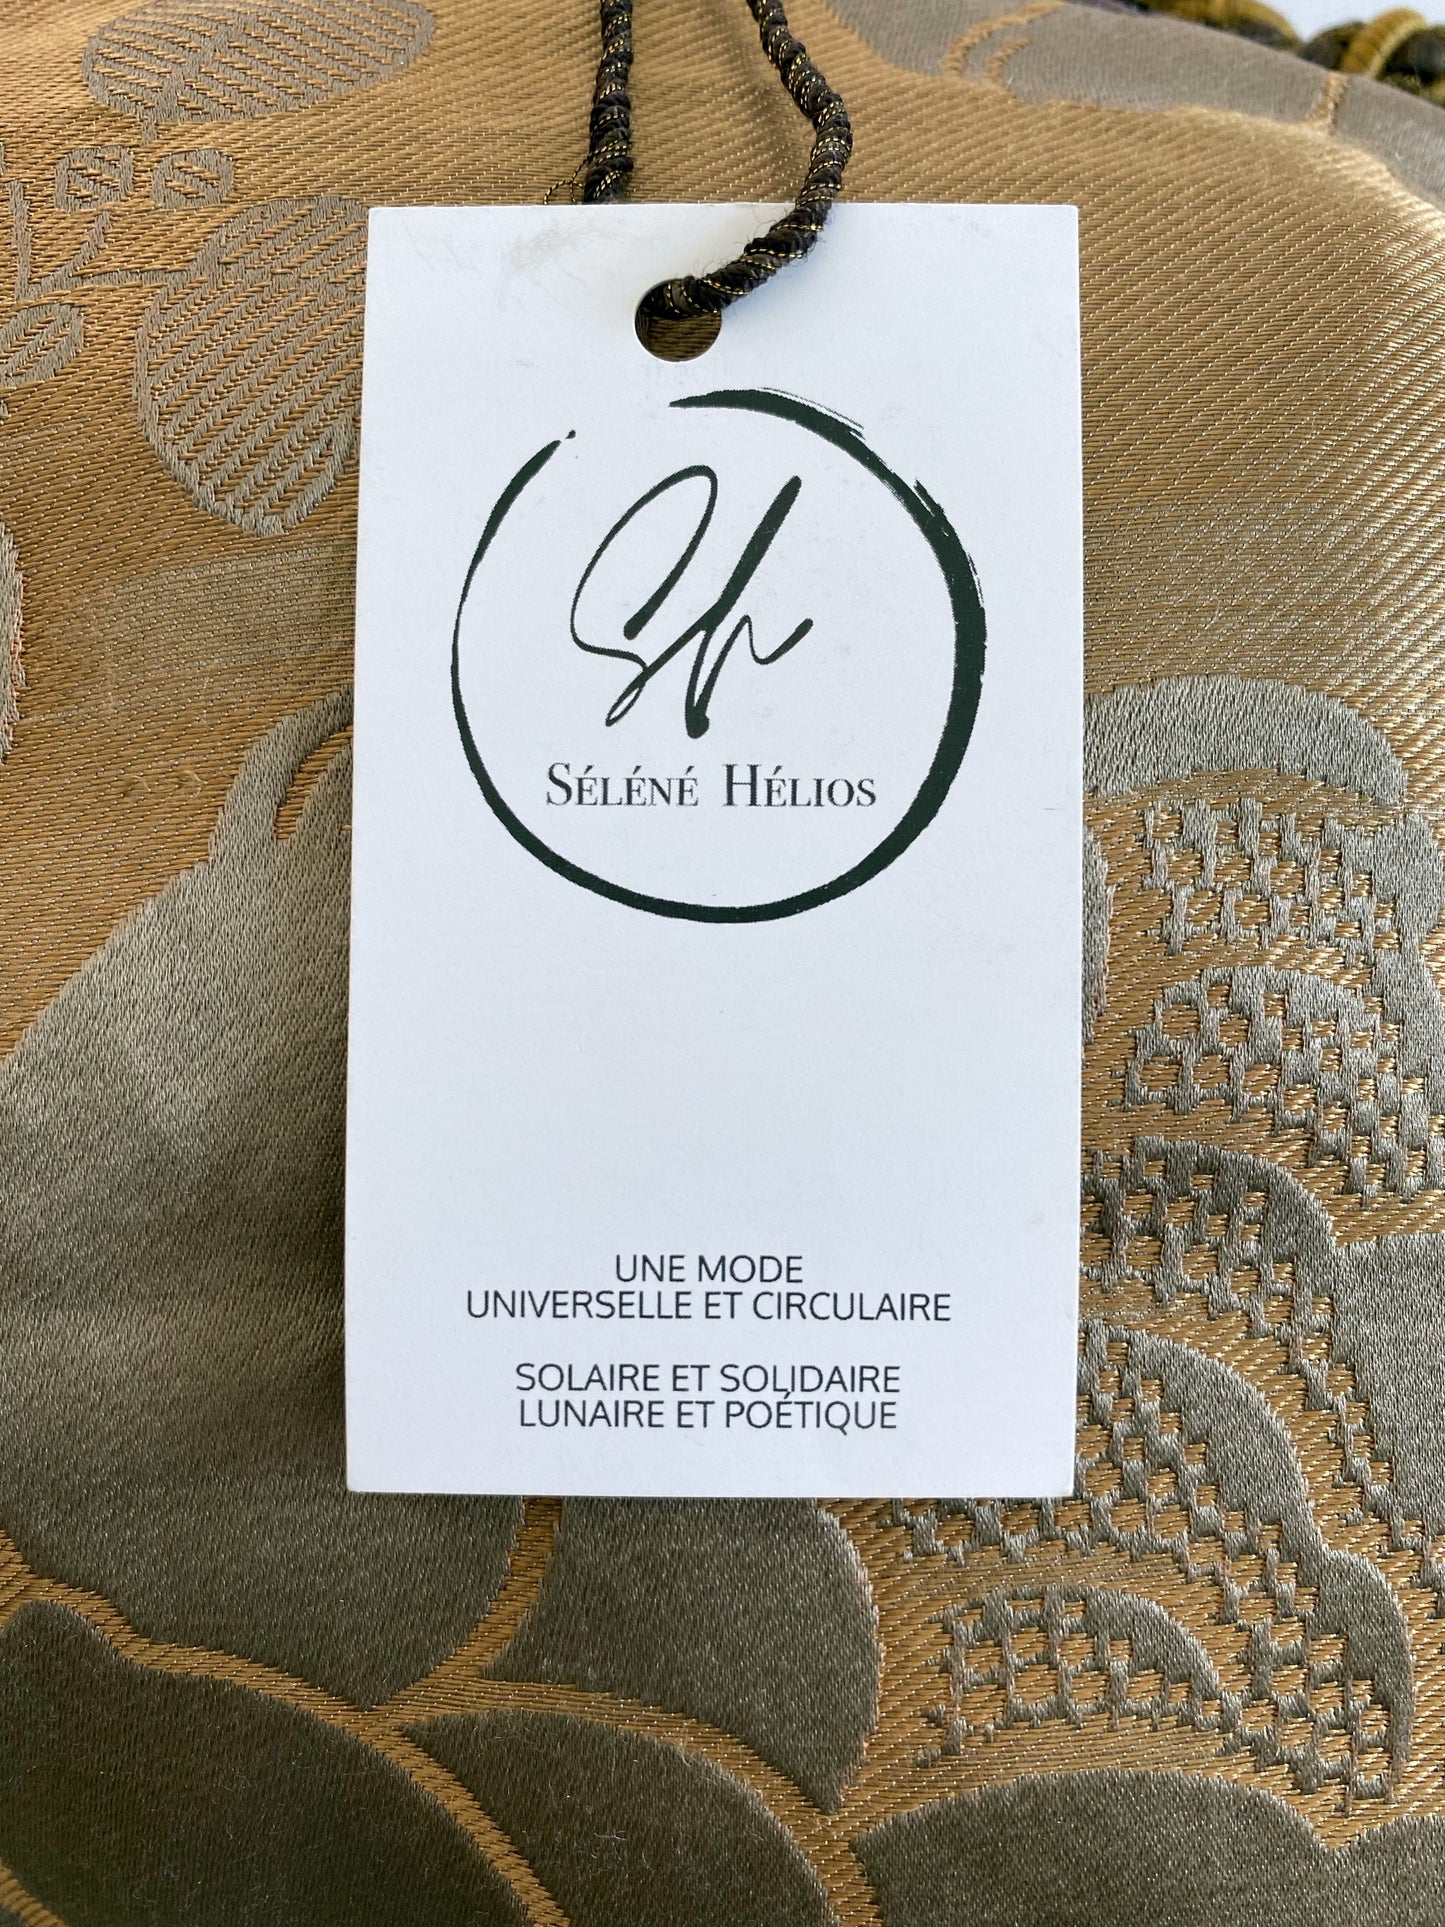 Sh
SÉLÉNÉ HÉLIOS
UNE MODE
UNIVERSELLE ET CIRCULAIRE
SOLAIRE ET SOLIDAIRE
LUNAIRE ET POÉTIQUE